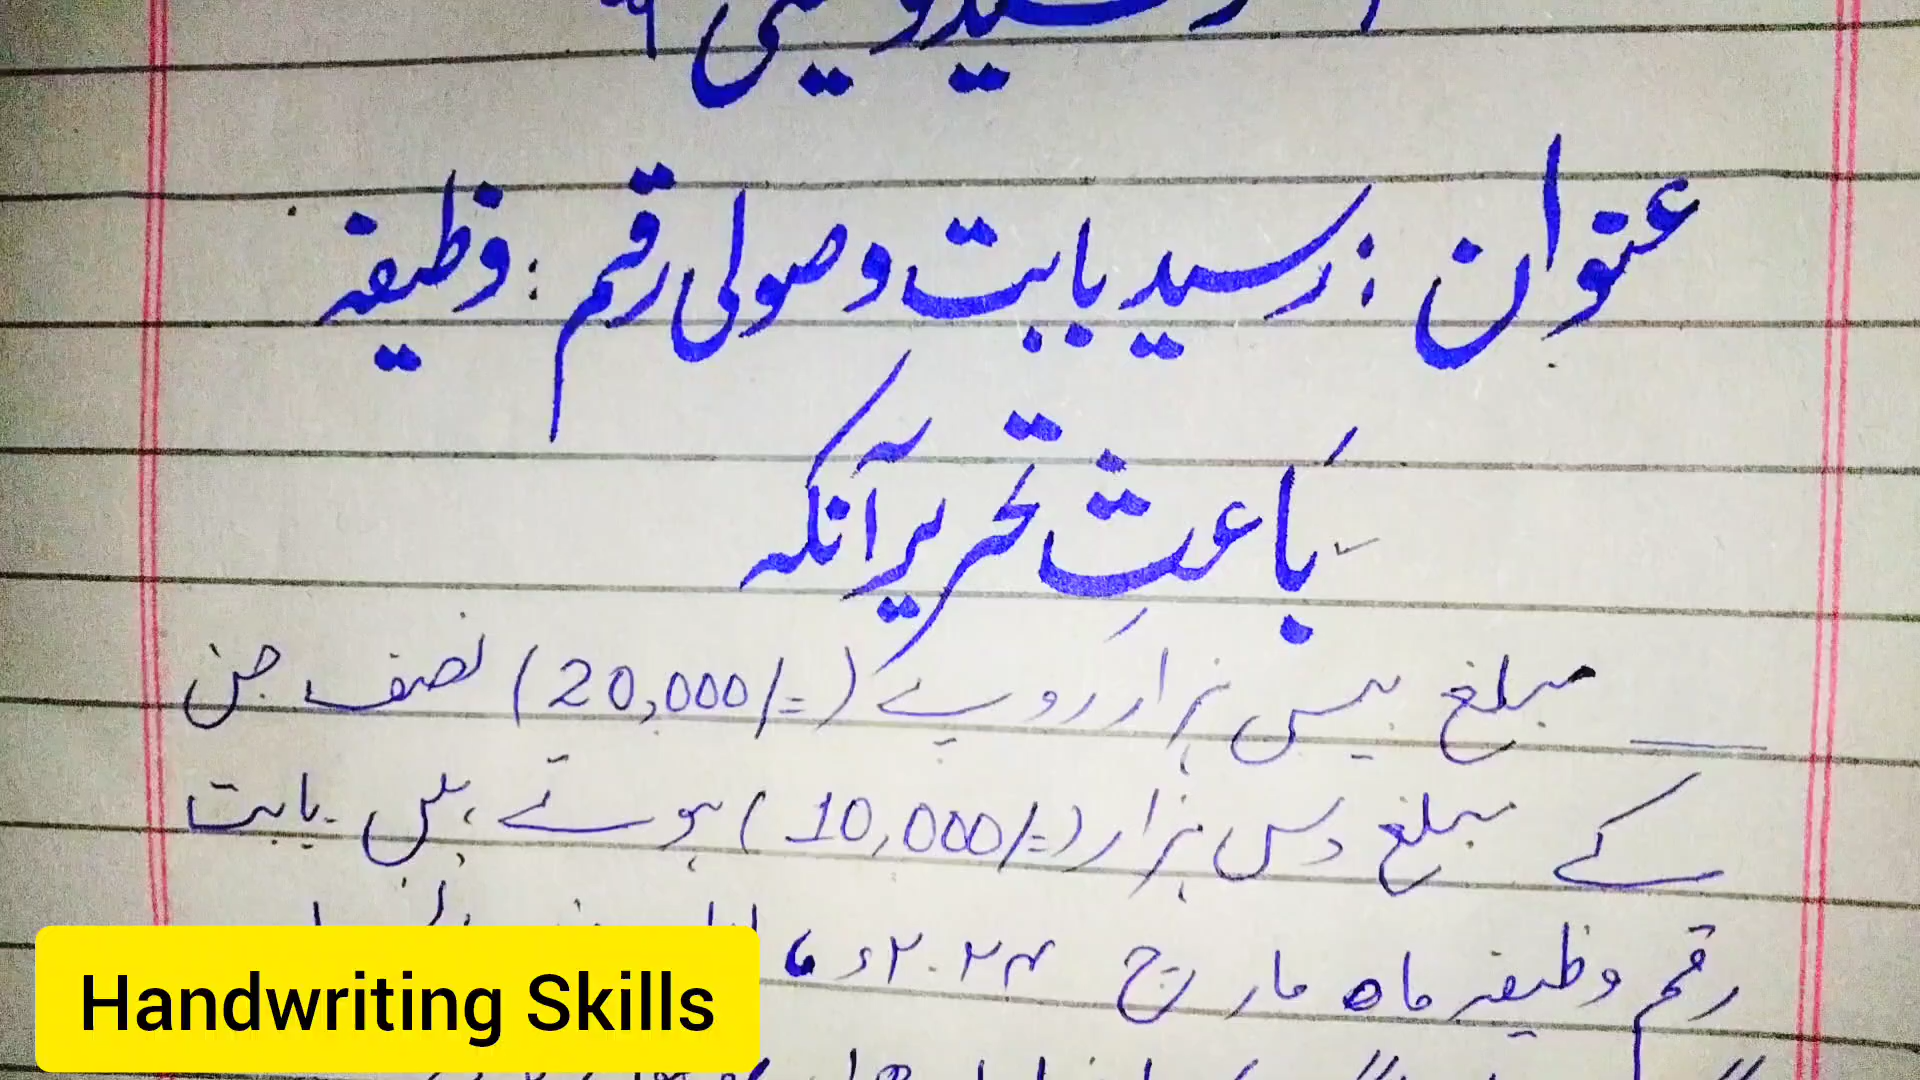 رسید نویسی
عنوان : رسید بابت وصولی رقم : وظیفہ
باعثِ تحریر آنکہ
مبلغ بیس ہزار روپے (20,000/=) نصف جن
کے مبلغ دس ہزار (10,000/=) ہوتے ہیں، بابت
رقم وظیفہ ماہ مارچ ۲۰۲۴ء
Handwriting Skills